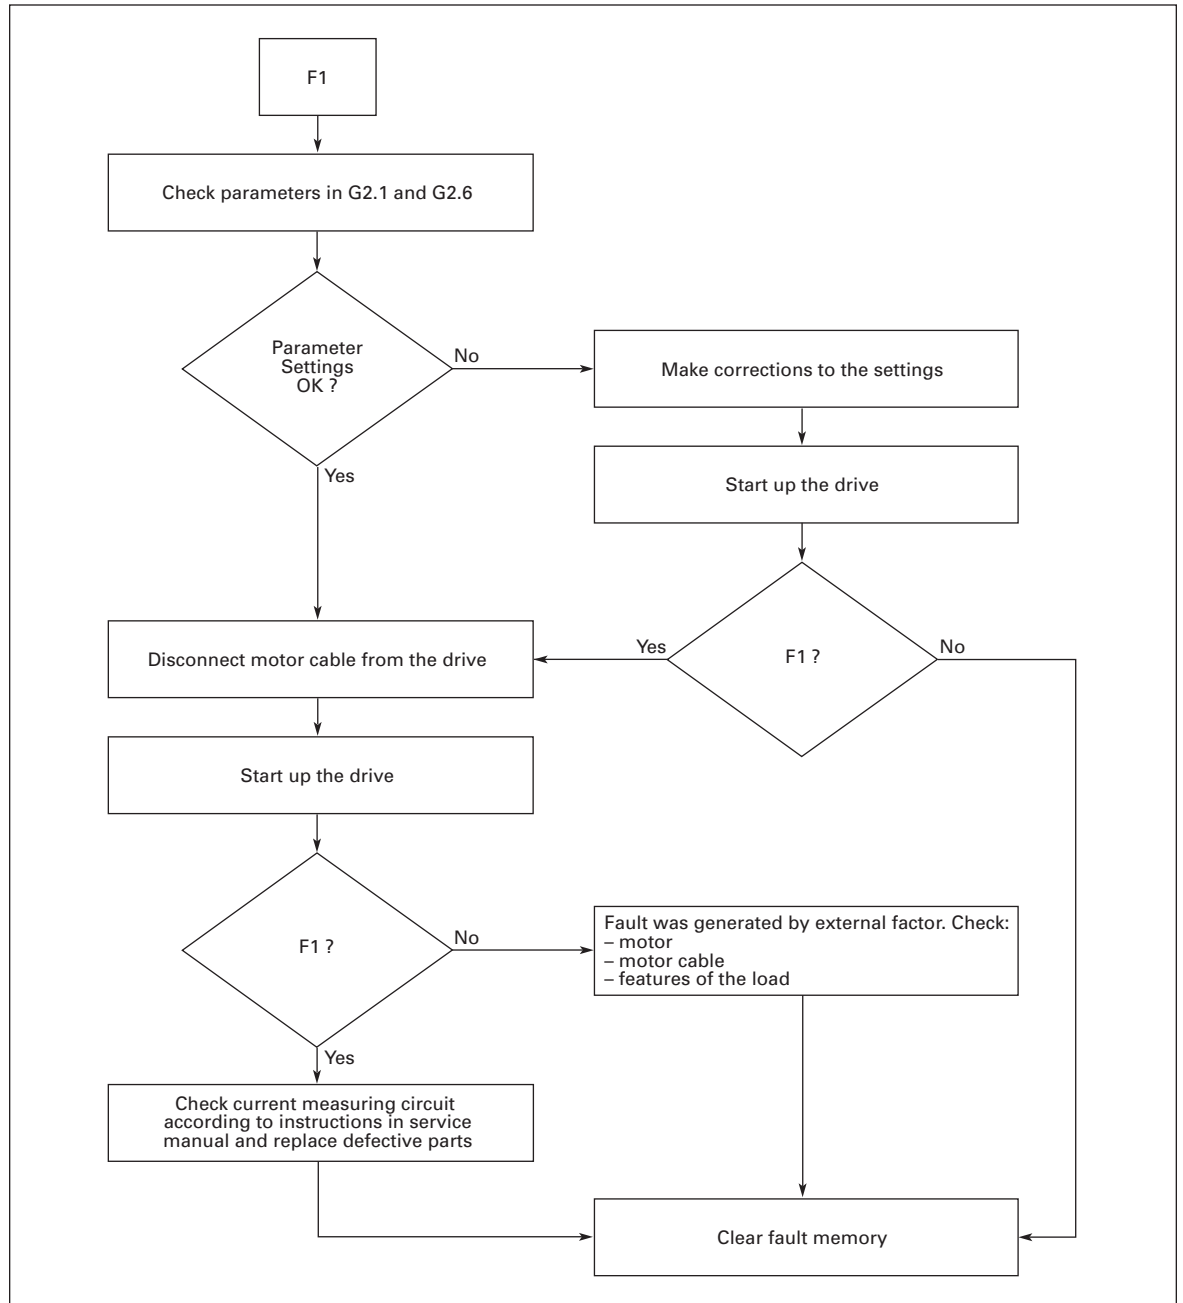 F1
Check parameters in G2.1 and G2.6
Parameter
Settings
OK ?
No
Make corrections to the settings
Yes
Start up the drive
Disconnect motor cable from the drive
Yes
F1 ?
No
Start up the drive
F1 ?
No
Fault was generated by external factor. Check:
– motor
– motor cable
– features of the load
Yes
Check current measuring circuit
according to instructions in service
manual and replace defective parts
Clear fault memory